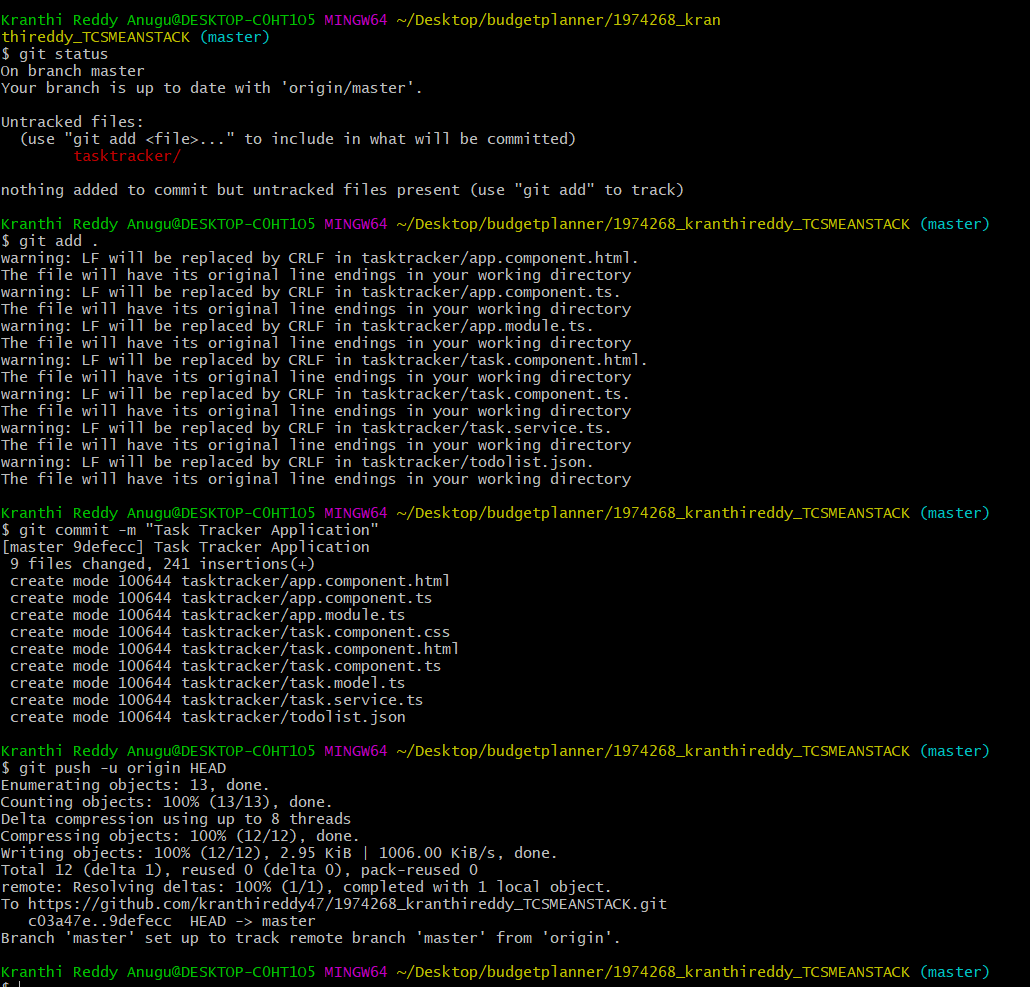 Kranthi Reddy Anugu@DESKTOP-C0HT1O5 MINGW64 ~/Desktop/budgetplanner/1974268_kran
thireddy_TCSMEANSTACK (master)
$ git status
On branch master
Your branch is up to date with 'origin/master'.

Untracked files:
  (use "git add <file>..." to include in what will be committed)
        tasktracker/

nothing added to commit but untracked files present (use "git add" to track)

Kranthi Reddy Anugu@DESKTOP-C0HT1O5 MINGW64 ~/Desktop/budgetplanner/1974268_kranthireddy_TCSMEANSTACK (master)
$ git add .
warning: LF will be replaced by CRLF in tasktracker/app.component.html.
The file will have its original line endings in your working directory
warning: LF will be replaced by CRLF in tasktracker/app.component.ts.
The file will have its original line endings in your working directory
warning: LF will be replaced by CRLF in tasktracker/app.module.ts.
The file will have its original line endings in your working directory
warning: LF will be replaced by CRLF in tasktracker/task.component.html.
The file will have its original line endings in your working directory
warning: LF will be replaced by CRLF in tasktracker/task.component.ts.
The file will have its original line endings in your working directory
warning: LF will be replaced by CRLF in tasktracker/task.service.ts.
The file will have its original line endings in your working directory
warning: LF will be replaced by CRLF in tasktracker/todolist.json.
The file will have its original line endings in your working directory

Kranthi Reddy Anugu@DESKTOP-C0HT1O5 MINGW64 ~/Desktop/budgetplanner/1974268_kranthireddy_TCSMEANSTACK (master)
$ git commit -m "Task Tracker Application"
[master 9defecc] Task Tracker Application
 9 files changed, 241 insertions(+)
 create mode 100644 tasktracker/app.component.html
 create mode 100644 tasktracker/app.component.ts
 create mode 100644 tasktracker/app.module.ts
 create mode 100644 tasktracker/task.component.css
 create mode 100644 tasktracker/task.component.html
 create mode 100644 tasktracker/task.component.ts
 create mode 100644 tasktracker/task.model.ts
 create mode 100644 tasktracker/task.service.ts
 create mode 100644 tasktracker/todolist.json

Kranthi Reddy Anugu@DESKTOP-C0HT1O5 MINGW64 ~/Desktop/budgetplanner/1974268_kranthireddy_TCSMEANSTACK (master)
$ git push -u origin HEAD
Enumerating objects: 13, done.
Counting objects: 100% (13/13), done.
Delta compression using up to 8 threads
Compressing objects: 100% (12/12), done.
Writing objects: 100% (12/12), 2.95 KiB | 1006.00 KiB/s, done.
Total 12 (delta 1), reused 0 (delta 0), pack-reused 0
remote: Resolving deltas: 100% (1/1), completed with 1 local object.
To https://github.com/kranthireddy47/1974268_kranthireddy_TCSMEANSTACK.git
   c03a47e..9defecc  HEAD -> master
Branch 'master' set up to track remote branch 'master' from 'origin'.

Kranthi Reddy Anugu@DESKTOP-C0HT1O5 MINGW64 ~/Desktop/budgetplanner/1974268_kranthireddy_TCSMEANSTACK (master)
$